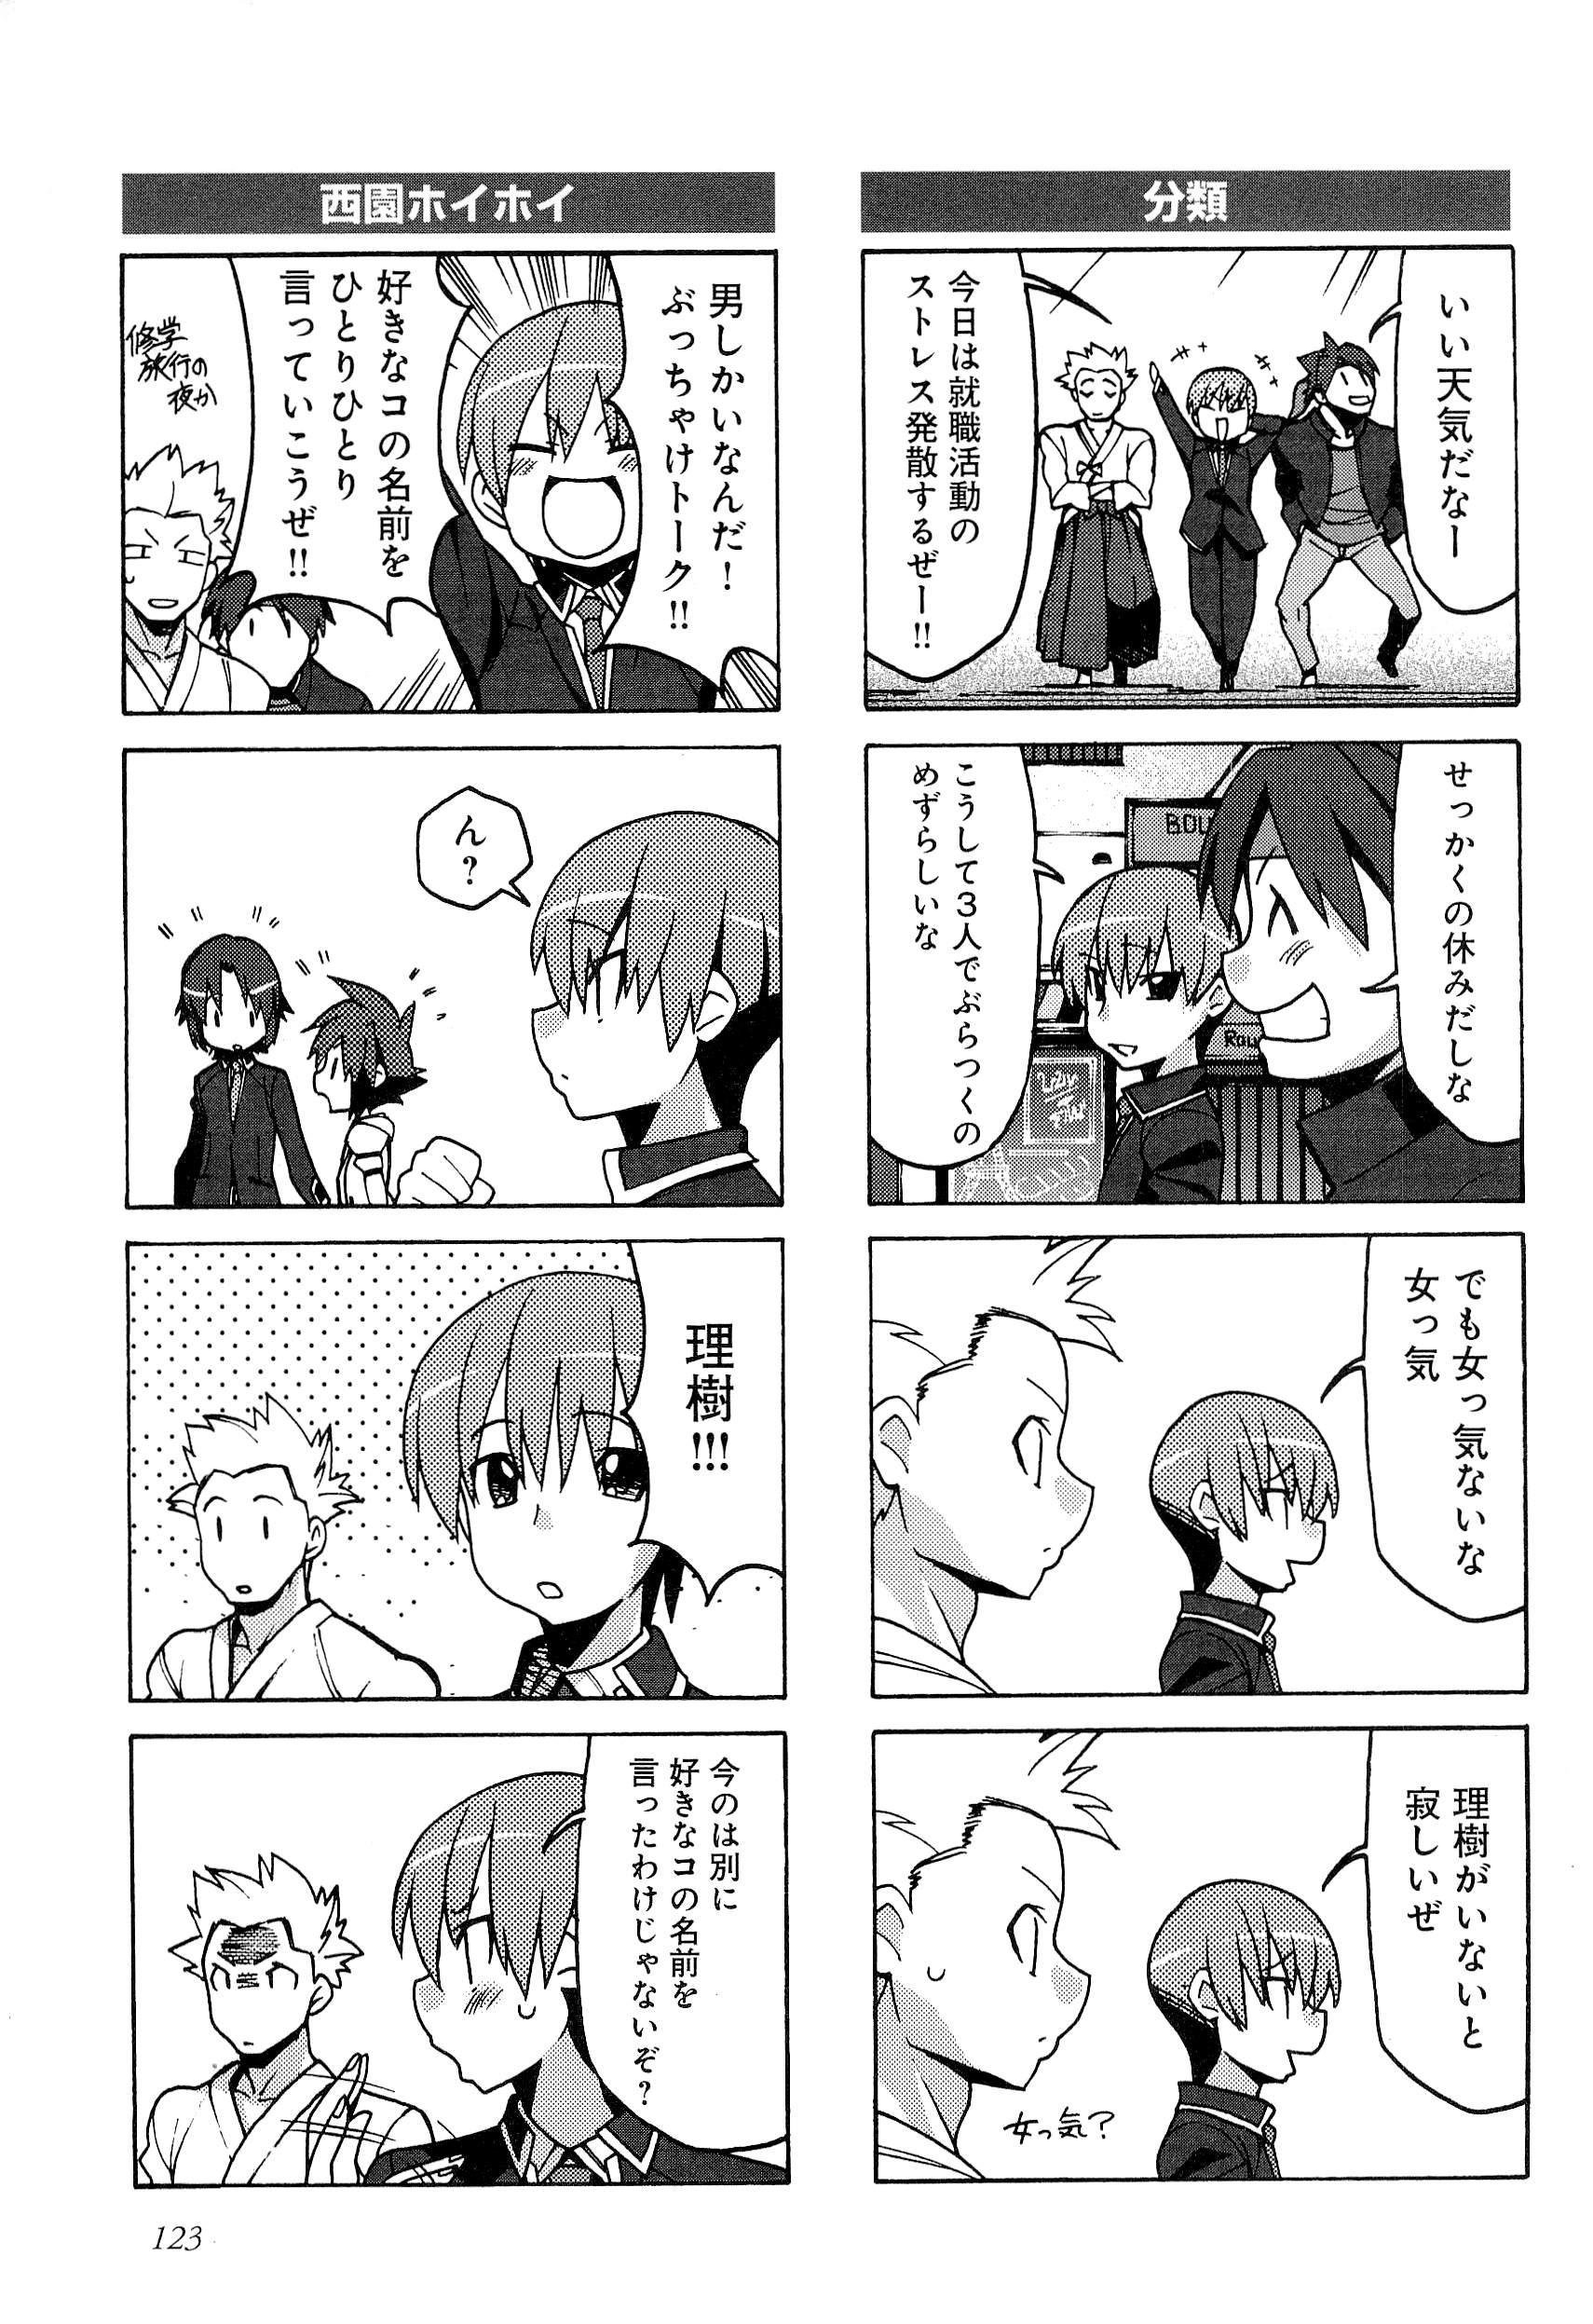 分類
いい天気だなー
今日は就職活動の
ストレス発散するぜー!!
せっかくの休みだしな
こうして3人でぶらつくの
めずらしいな
でも女っ気ないな
女っ気
理樹がいないと
寂しいぜ
女っ気?
西園ホイホイ
男しかいなんだ!
ぶっちゃけトーク!!
好きなコの名前を
ひとりひとり
言っていこうぜ!!
修学
旅行の
夜か
ん?
理樹!!!
今のは別に
好きなコの名前を
言ったわけじゃないぞ?
123